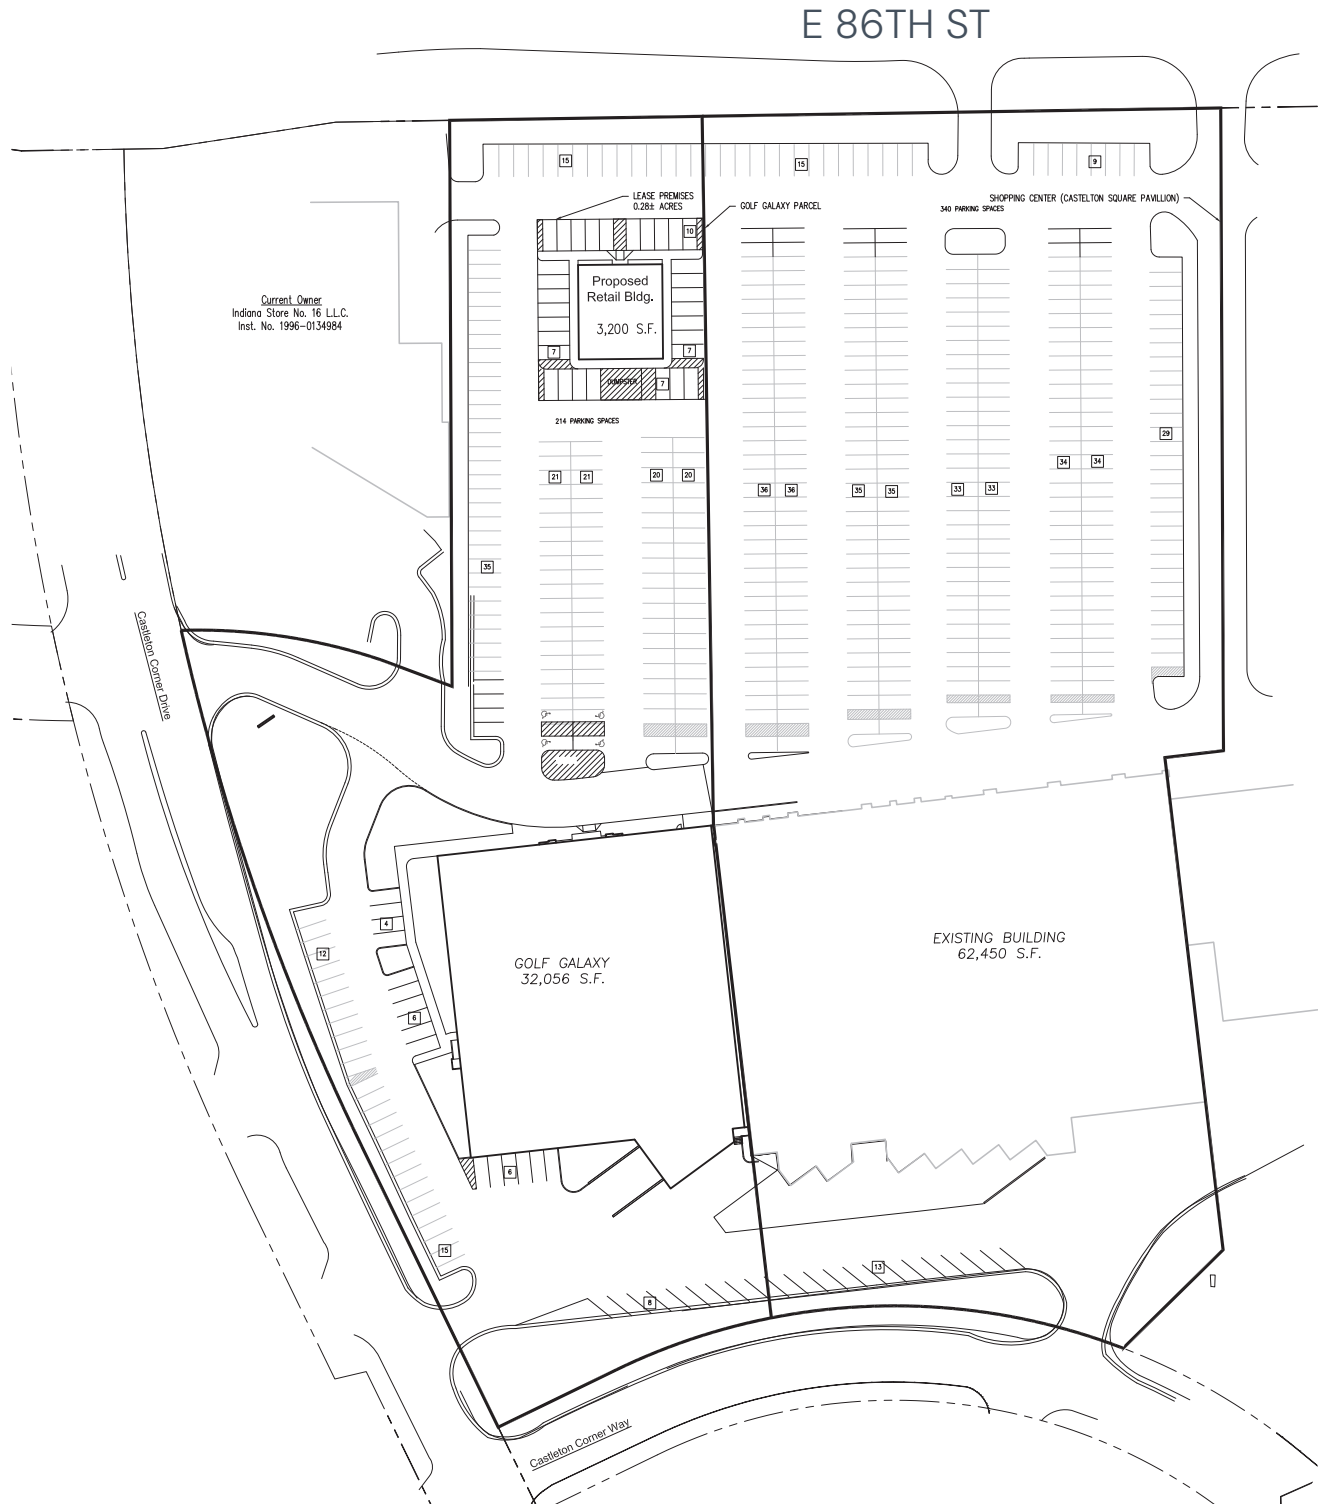 E 86TH ST
15
15
9
LEASE PREMISES
0.28± ACRES
GOLF GALAXY PARCEL
SHOPPING CENTER (CASTELTON SQUARE PAVILLION)
340 PARKING SPACES
10
Proposed
Retail Bldg.
3,200 S.F.
Current Owner
Indiana Store No. 16 L.L.C.
Inst. No. 1996-0134984
7
7
DUMPSTER
7
214 PARKING SPACES
29
21
21
20
20
36
36
35
35
33
33
34
34
35
Castleton Corner Drive
4
12
GOLF GALAXY
32,056 S.F.
EXISTING BUILDING
62,450 S.F.
6
6
15
13
8
Castleton Corner Way